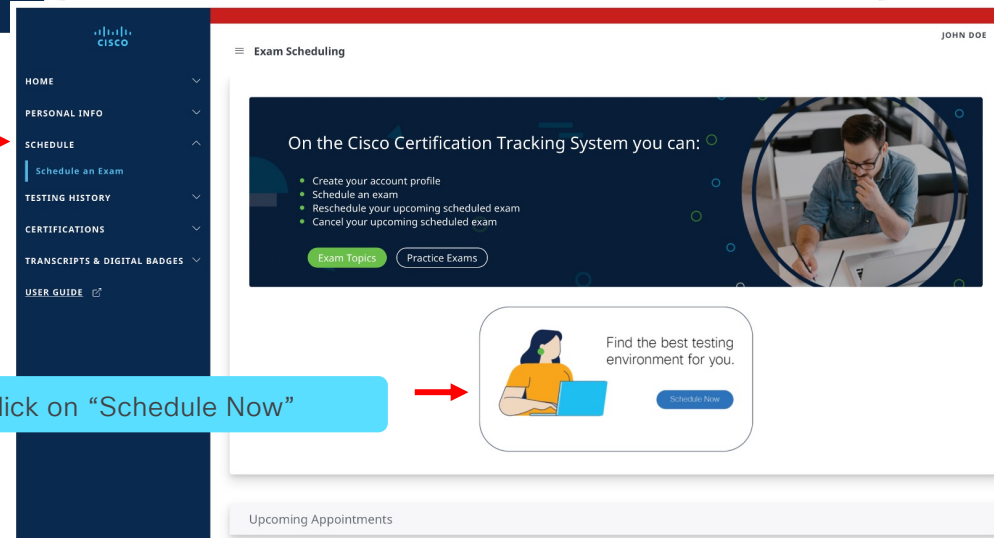 CISCO
JOHN DOE
Exam Scheduling
HOME
PERSONAL INFO
SCHEDULE
Schedule an Exam
TESTING HISTORY
CERTIFICATIONS
TRANSCRIPTS & DIGITAL BADGES
USER GUIDE
On the Cisco Certification Tracking System you can:
Create your account profile
Schedule an exam
Reschedule your upcoming scheduled exam
Cancel your upcoming scheduled exam
Exam Topics
Practice Exams
Find the best testing
environment for you.
Schedule Now
lick on “Schedule Now”
Upcoming Appointments